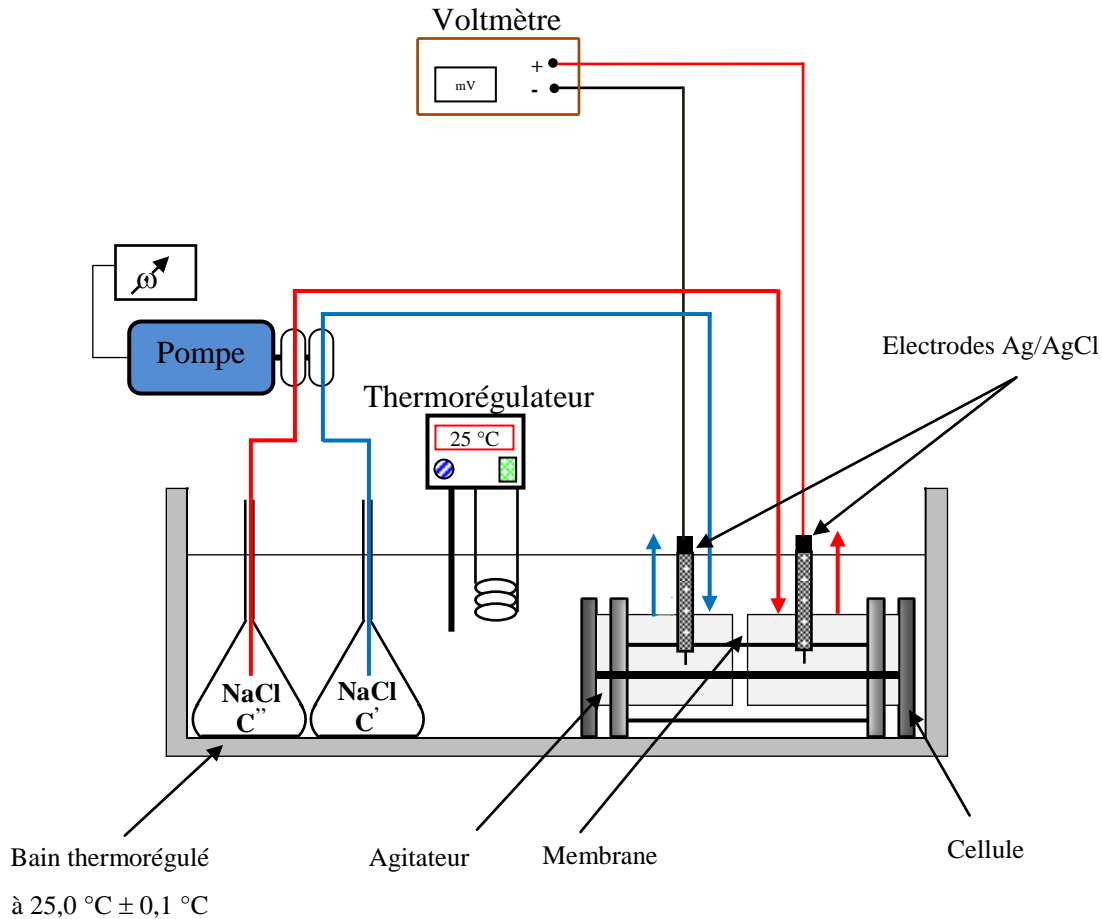 Voltmètre
+
mV
-
ω
Pompe
Electrodes Ag/AgCl
Thermorégulateur
25 °C
NaCl
C’’
NaCl
C’
Bain thermorégulé
à 25,0 °C ± 0,1 °C
Agitateur
Membrane
Cellule